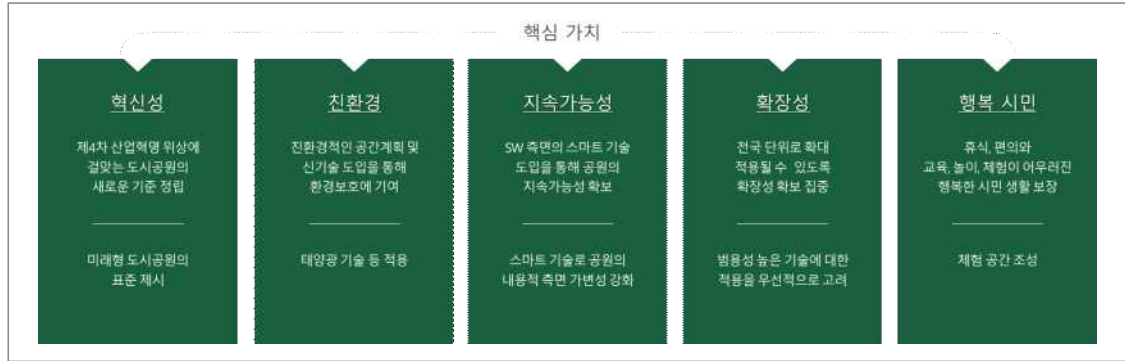 핵심 가치
혁신성
제4차 산업혁명 위상에
걸맞는 도시공원의
새로운 기준 정립
미래형 도시공원의
표준 제시
친환경
친환경적인 공간계획 및
신기술 도입을 통해
환경보호에 기여
태양광 기술 등 적용
지속가능성
SW 측면의 스마트 기술
도입을 통해 공원의
지속가능성 확보
스마트 기술로 공원의
내용적 측면 가변성 강화
확장성
전국 단위로 확대
적용될 수 있도록
확장성 확보 집중
범용성 높은 기술에 대한
적용을 우선적으로 고려
행복 시민
휴식, 편의와
교육, 놀이, 체험이 어우러진
행복한 시민 생활 보장
체험 공간 조성